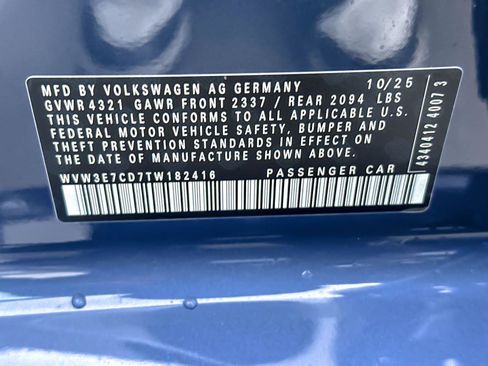 MFD BY VOLKSWAGEN AG GERMANY 10/25
GVWR 4321 GAWR FRONT 2337 / REAR 2094 LBS
THIS VEHICLE CONFORMS TO ALL APPLICABLE U.S.
FEDERAL MOTOR VEHICLE SAFETY, BUMPER AND
THEFT PREVENTION STANDARDS IN EFFECT ON
THE DATE OF MANUFACTURE SHOWN ABOVE.
WVW3E7CD7TW182416 PASSENGER CAR
4340412 4007 3